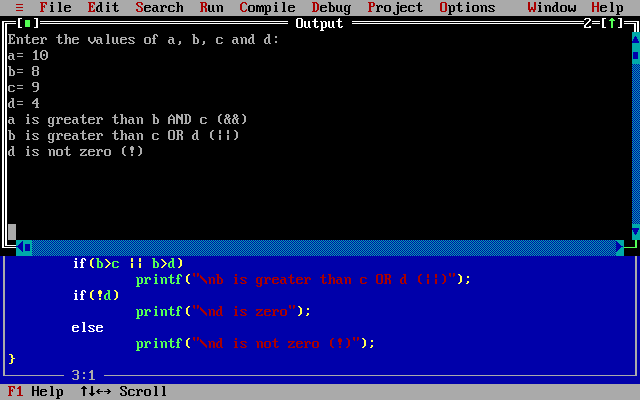 ≡ File Edit Search Run Compile Debug Project Options Window Help
[■] Output 2=[↑]
Enter the values of a, b, c and d:
a= 10
b= 8
c= 9
d= 4
a is greater than b AND c (&&)
b is greater than c OR d (||)
d is not zero (!)
if(b>c || b>d)
printf("\nb is greater than c OR d (||)");
if(!d)
printf("\nd is zero");
else
printf("\nd is not zero (!)");
}
3:1
F1 Help ↑↓←→ Scroll